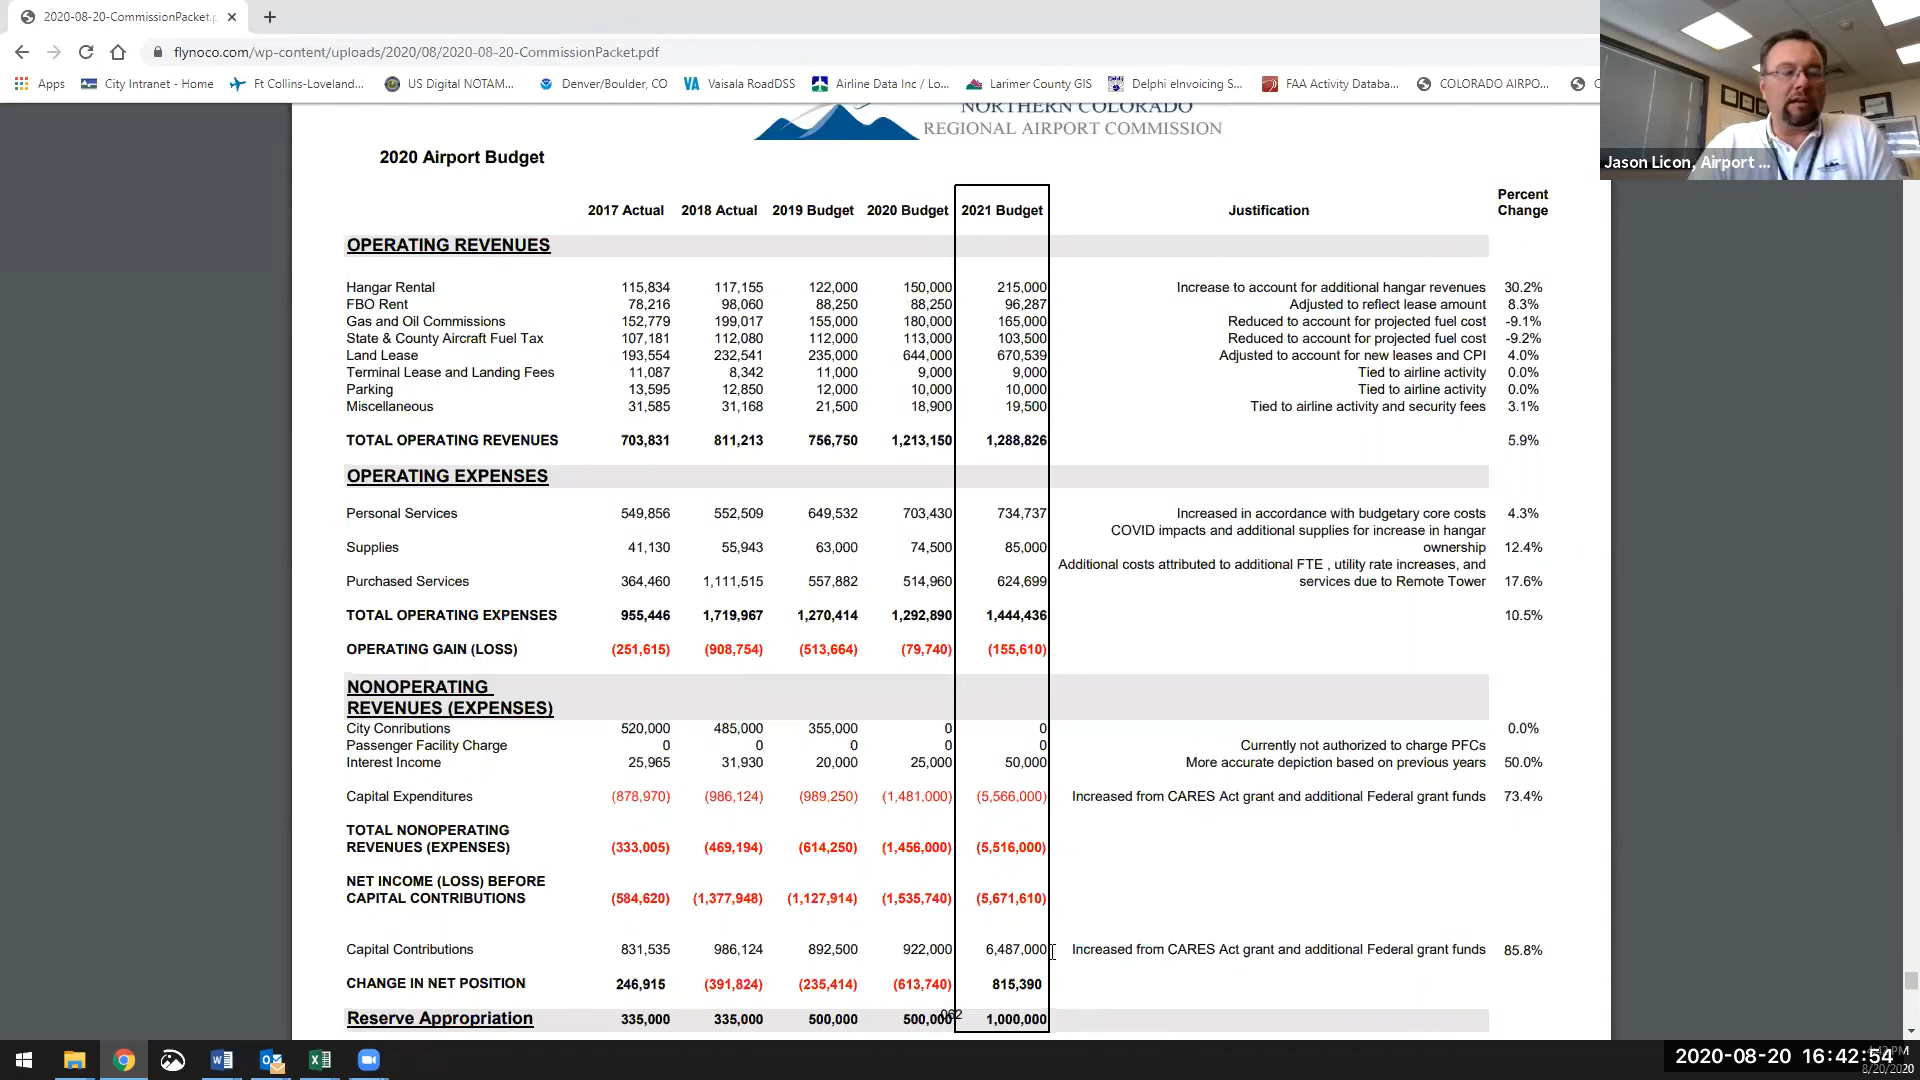 2020-08-20-CommissionPacket.p
flynoco.com/wp-content/uploads/2020/08/2020-08-20-CommissionPacket.pdf
Apps City Intranet - Home Ft Collins-Loveland... US Digital NOTAM... Denver/Boulder, CO VA Vaisala RoadDSS Airline Data Inc / Lo... Larimer County GIS Delphi eInvoicing S... FAA Activity Databa... COLORADO AIRPO...
Jason Licon, Airport ...
NORTHERN COLORADO
REGIONAL AIRPORT COMMISSION
2020 Airport Budget
2017 Actual 2018 Actual 2019 Budget 2020 Budget 2021 Budget Justification Percent Change
OPERATING REVENUES
Hangar Rental 115,834 117,155 122,000 150,000 215,000 Increase to account for additional hangar revenues 30.2%
FBO Rent 78,216 98,060 88,250 88,250 96,287 Adjusted to reflect lease amount 8.3%
Gas and Oil Commissions 152,779 199,017 155,000 180,000 165,000 Reduced to account for projected fuel cost -9.1%
State & County Aircraft Fuel Tax 107,181 112,080 112,000 113,000 103,500 Reduced to account for projected fuel cost -9.2%
Land Lease 193,554 232,541 235,000 644,000 670,539 Adjusted to account for new leases and CPI 4.0%
Terminal Lease and Landing Fees 11,087 8,342 11,000 9,000 9,000 Tied to airline activity 0.0%
Parking 13,595 12,850 12,000 10,000 10,000 Tied to airline activity 0.0%
Miscellaneous 31,585 31,168 21,500 18,900 19,500 Tied to airline activity and security fees 3.1%
TOTAL OPERATING REVENUES 703,831 811,213 756,750 1,213,150 1,288,826 5.9%
OPERATING EXPENSES
Personal Services 549,856 552,509 649,532 703,430 734,737 Increased in accordance with budgetary core costs 4.3%
COVID impacts and additional supplies for increase in hangar
Supplies 41,130 55,943 63,000 74,500 85,000 ownership 12.4%
Additional costs attributed to additional FTE , utility rate increases, and
Purchased Services 364,460 1,111,515 557,882 514,960 624,699 services due to Remote Tower 17.6%
TOTAL OPERATING EXPENSES 955,446 1,719,967 1,270,414 1,292,890 1,444,436 10.5%
OPERATING GAIN (LOSS) (251,615) (908,754) (513,664) (79,740) (155,610)
NONOPERATING
REVENUES (EXPENSES)
City Conributions 520,000 485,000 355,000 0 0 0.0%
Passenger Facility Charge 0 0 0 0 0 Currently not authorized to charge PFCs
Interest Income 25,965 31,930 20,000 25,000 50,000 More accurate depiction based on previous years 50.0%
Capital Expenditures (878,970) (986,124) (989,250) (1,481,000) (5,566,000) Increased from CARES Act grant and additional Federal grant funds 73.4%
TOTAL NONOPERATING
REVENUES (EXPENSES) (333,005) (469,194) (614,250) (1,456,000) (5,516,000)
NET INCOME (LOSS) BEFORE
CAPITAL CONTRIBUTIONS (584,620) (1,377,948) (1,127,914) (1,535,740) (5,671,610)
Capital Contributions 831,535 986,124 892,500 922,000 6,487,000 Increased from CARES Act grant and additional Federal grant funds 85.8%
CHANGE IN NET POSITION 246,915 (391,824) (235,414) (613,740) 815,390
062
Reserve Appropriation 335,000 335,000 500,000 500,000 1,000,000
2020-08-20 16:42:54
8/20/2020